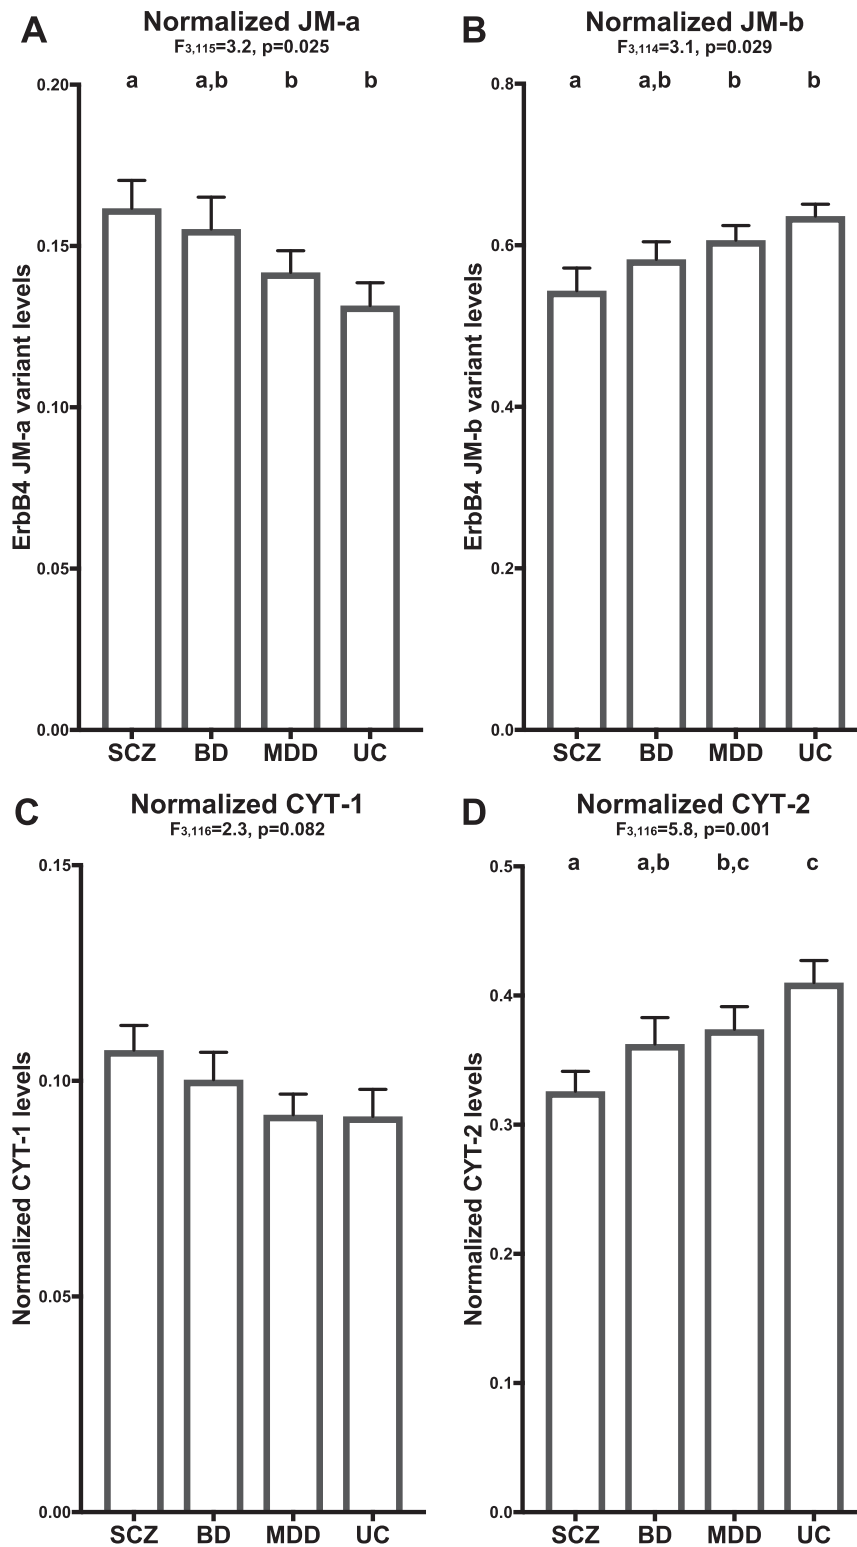 A
Normalized JM-a
F3,115=3.2, p=0.025
a a,b b b
ErbB4 JM-a variant levels
0.20
0.15
0.10
0.05
0.00
SCZ BD MDD UC
B
Normalized JM-b
F3,114=3.1, p=0.029
a a,b b b
ErbB4 JM-b variant levels
0.8
0.6
0.4
0.2
0.0
SCZ BD MDD UC
C
Normalized CYT-1
F3,116=2.3, p=0.082
Normalized CYT-1 levels
0.15
0.10
0.05
0.00
SCZ BD MDD UC
D
Normalized CYT-2
F3,116=5.8, p=0.001
a a,b b,c c
Normalized CYT-2 levels
0.5
0.4
0.3
0.2
0.1
0.0
SCZ BD MDD UC